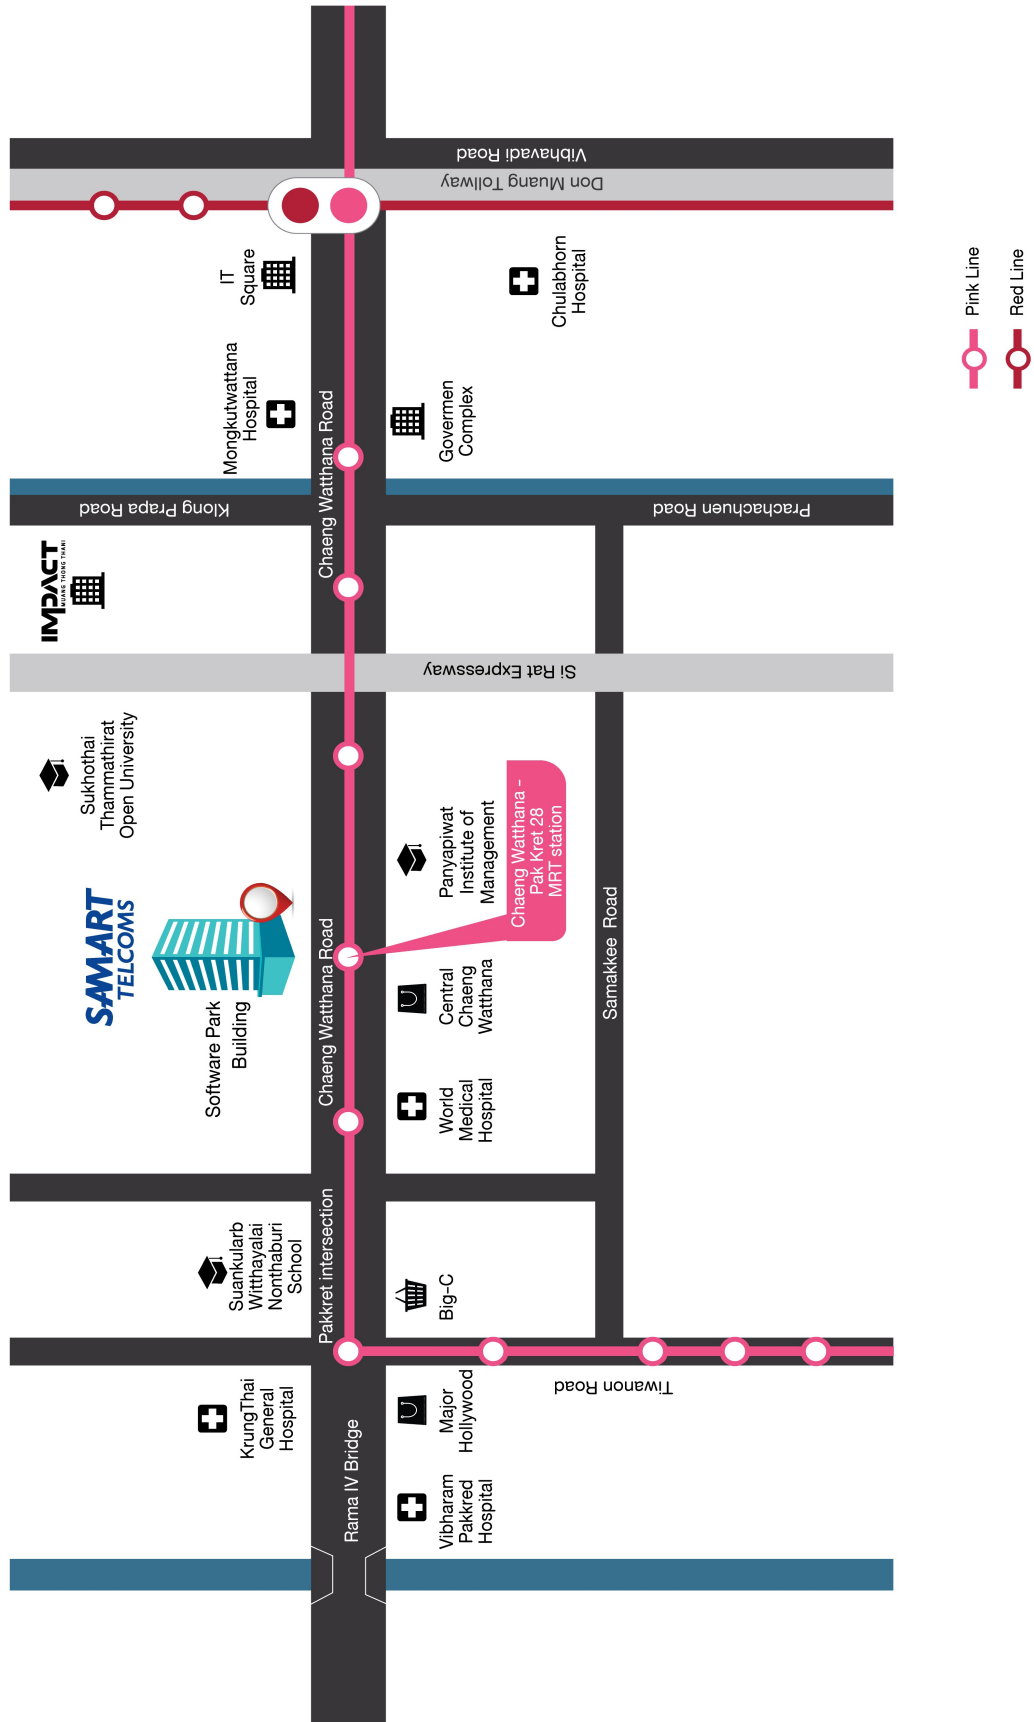 KrungThai
General
Hospital
Suankularb
Witthayalai
Nonthaburi
School
Software Park
Building
SAMART
TELCOMS
Sukhothai
Thammathirat
Open University
IMPACT
MUANG THONG THANI
Klong Prapa Road
Mongkutwattana
Hospital
IT
Square
Rama IV Bridge
Pakkret intersection
Chaeng Watthana Road
Chaeng Watthana Road
Vibharam
Pakkred
Hospital
Major
Hollywood
Big-C
World
Medical
Hospital
Central
Chaeng
Watthana
Panyapiwat
Institute of
Management
Chaeng Watthana -
Pak Kret 28
MRT station
Si Rat Expressway
Govermen
Complex
Chulabhorn
Hospital
Don Muang Tollway
Vibhavadi Road
Tiwanon Road
Samakkee Road
Prachachuen Road
Pink Line
Red Line